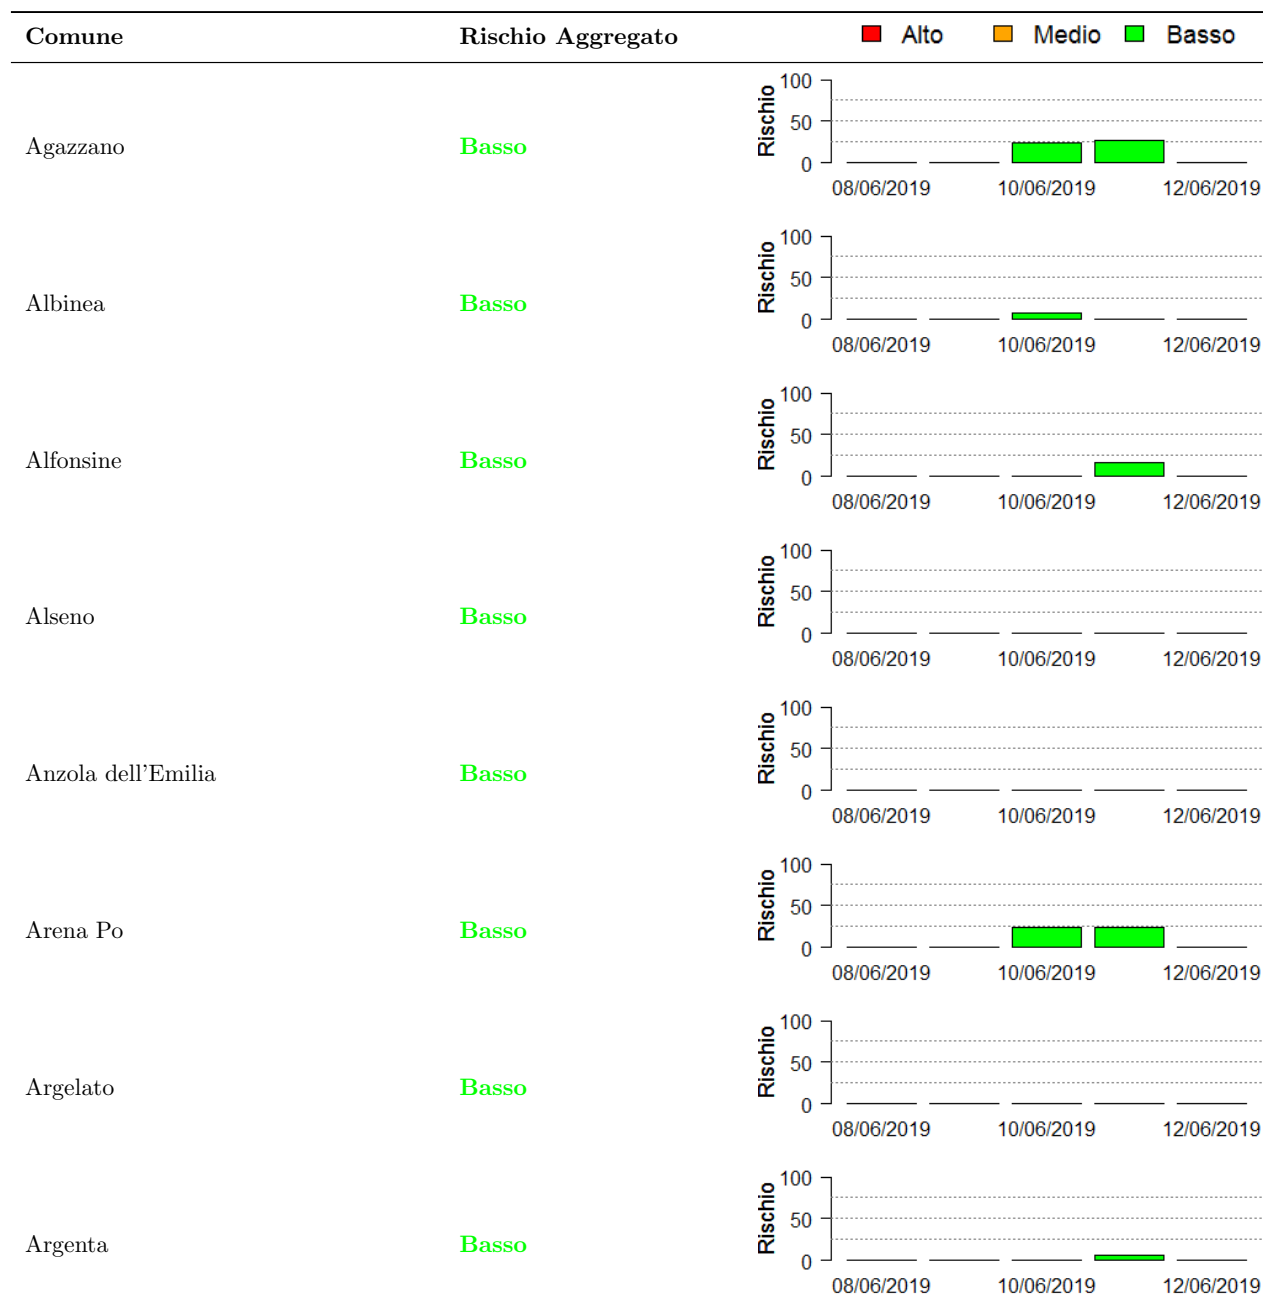 Comune Rischio Aggregato Alto Medio Basso
Agazzano Basso Rischio 100 50 0
08/06/2019 10/06/2019 12/06/2019
Albinea Basso Rischio 100 50 0
08/06/2019 10/06/2019 12/06/2019
Alfonsine Basso Rischio 100 50 0
08/06/2019 10/06/2019 12/06/2019
Alseno Basso Rischio 100 50 0
08/06/2019 10/06/2019 12/06/2019
Anzola dell'Emilia Basso Rischio 100 50 0
08/06/2019 10/06/2019 12/06/2019
Arena Po Basso Rischio 100 50 0
08/06/2019 10/06/2019 12/06/2019
Argelato Basso Rischio 100 50 0
08/06/2019 10/06/2019 12/06/2019
Argenta Basso Rischio 100 50 0
08/06/2019 10/06/2019 12/06/2019